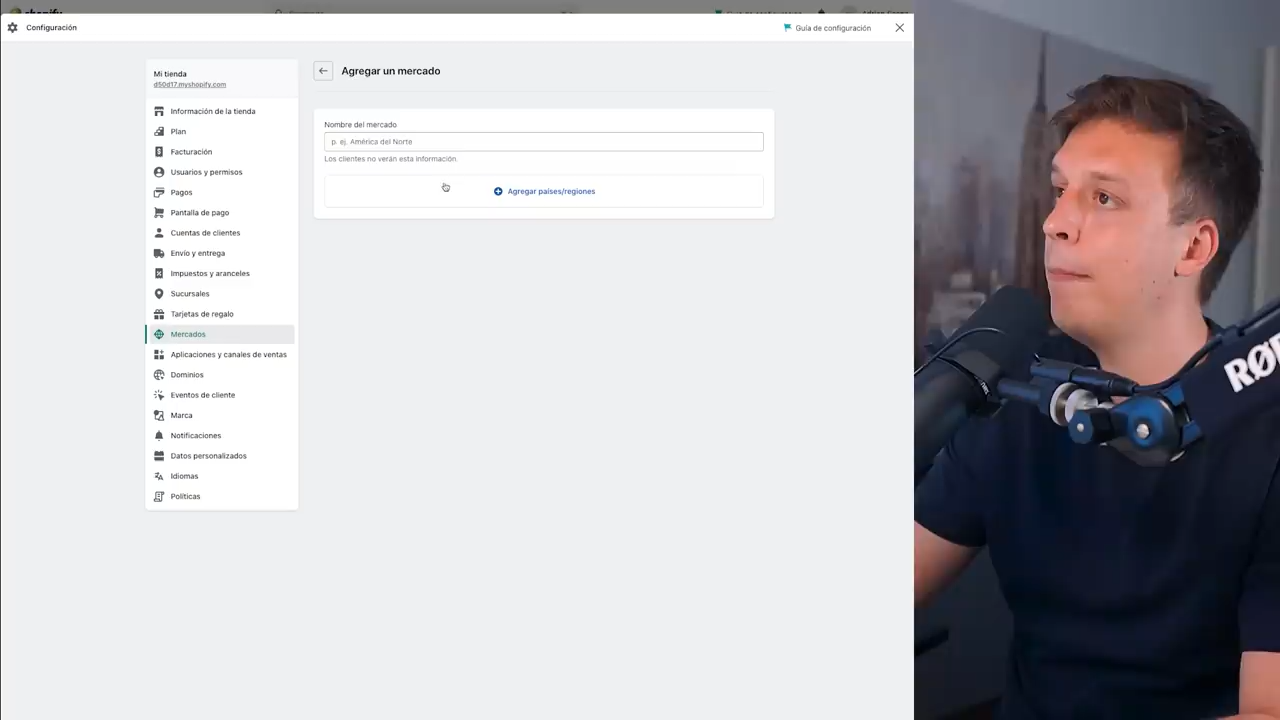 Configuración
Guía de configuración
Mi tienda
d50d17.myshopify.com
Información de la tienda
Plan
Facturación
Usuarios y permisos
Pagos
Pantalla de pago
Cuentas de clientes
Envío y entrega
Impuestos y aranceles
Sucursales
Tarjetas de regalo
Mercados
Aplicaciones y canales de ventas
Dominios
Eventos de cliente
Marca
Notificaciones
Datos personalizados
Idiomas
Políticas
Agregar un mercado
Nombre del mercado
p. ej. América del Norte
Los clientes no verán esta información.
Agregar países/regiones